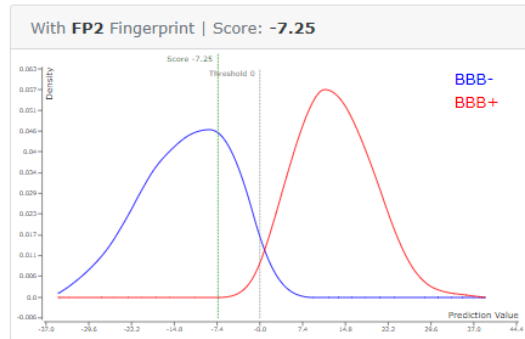 With FP2 Fingerprint | Score: -7.25
Score -7.25
Threshold 0
Density
BBB-
BBB+
0.063
0.057
0.051
0.046
0.040
0.034
0.029
0.023
0.017
0.011
0.006
0.0
-0.006
Prediction Value
-37.0 -29.6 -22.2 -14.8 -7.4 -0.0 7.4 14.8 22.2 29.6 37.0 44.4